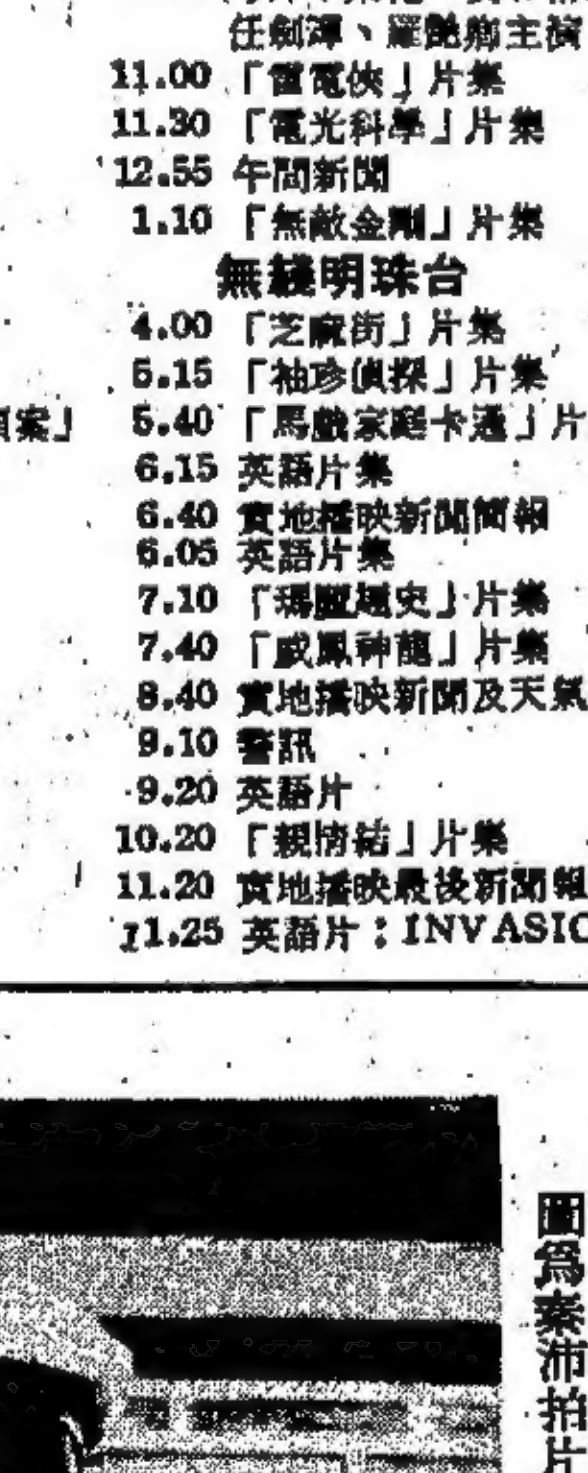 任劍輝、羅艷卿主演
11.00 「雷電俠」片集
11.30 「電光科學」片集
12.55 午間新聞
1.10 「無敵金剛」片集
無綫明珠台
4.00 「芝麻街」片集
5.15 「袖珍偵探」片集
5.40 「馬戲家庭卡通」片
6.15 英語片集
6.40 實地播映新聞簡報
6.05 英語片集
7.10 片集
7.40 「威鳳神龍」片集
8.40 實地播映新聞及天氣
9.10 警訊
9.20 英語片
10.20 「親情結」片集
11.20 實地播映最後新聞報
11.25 英語片：INVASIO
圖為 沛拍片